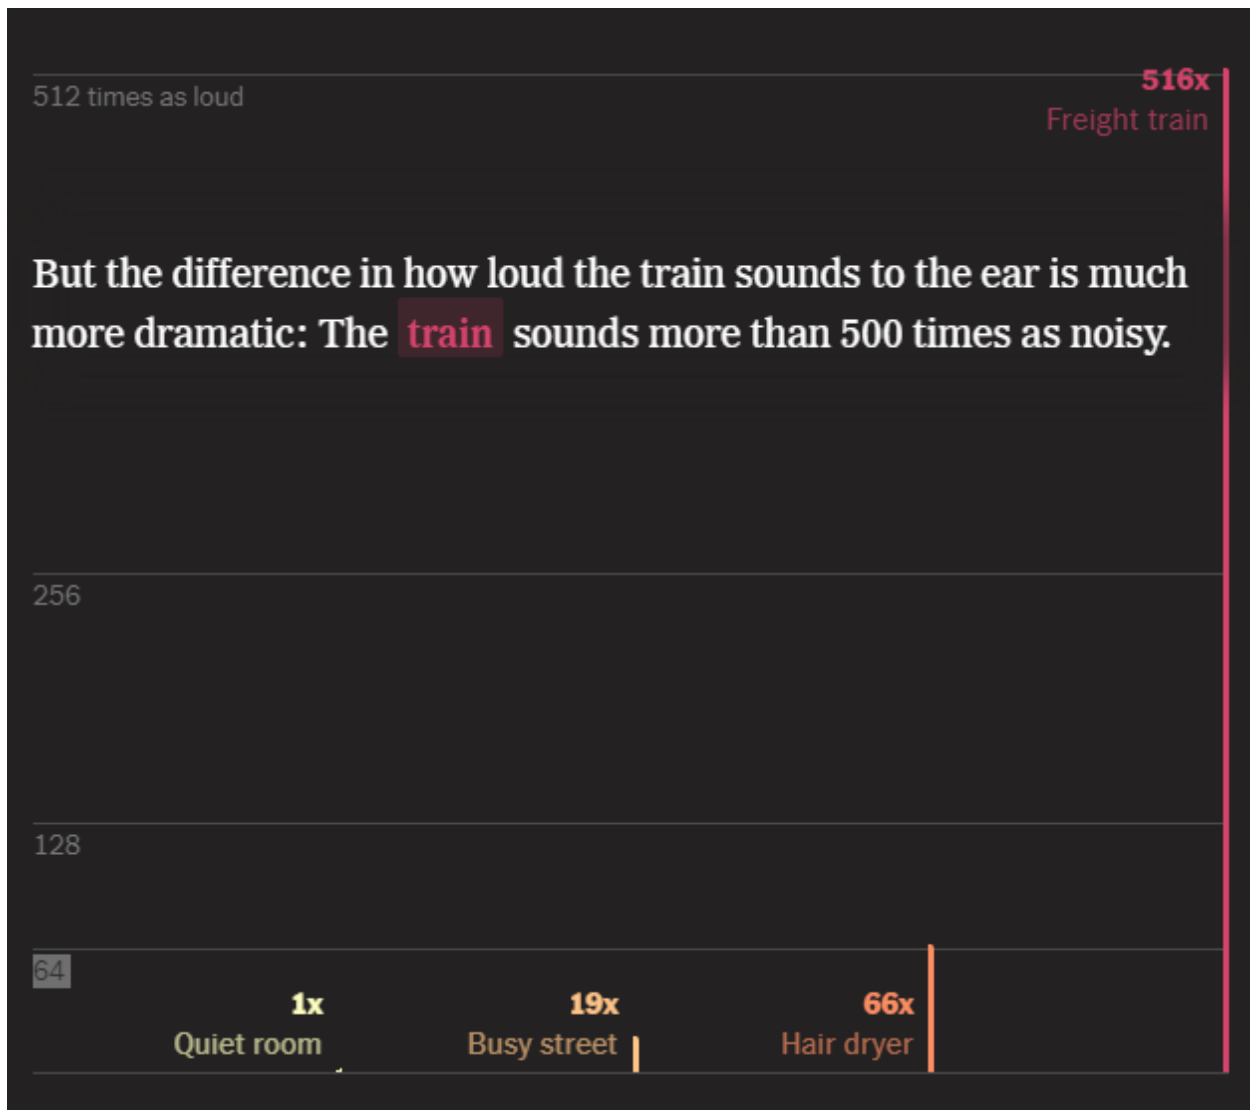 516x
512 times as loud
Freight train
But the difference in how loud the train sounds to the ear is much
more dramatic: The train sounds more than 500 times as noisy.
256
128
64
1x
Quiet room
19x
Busy street
66x
Hair dryer